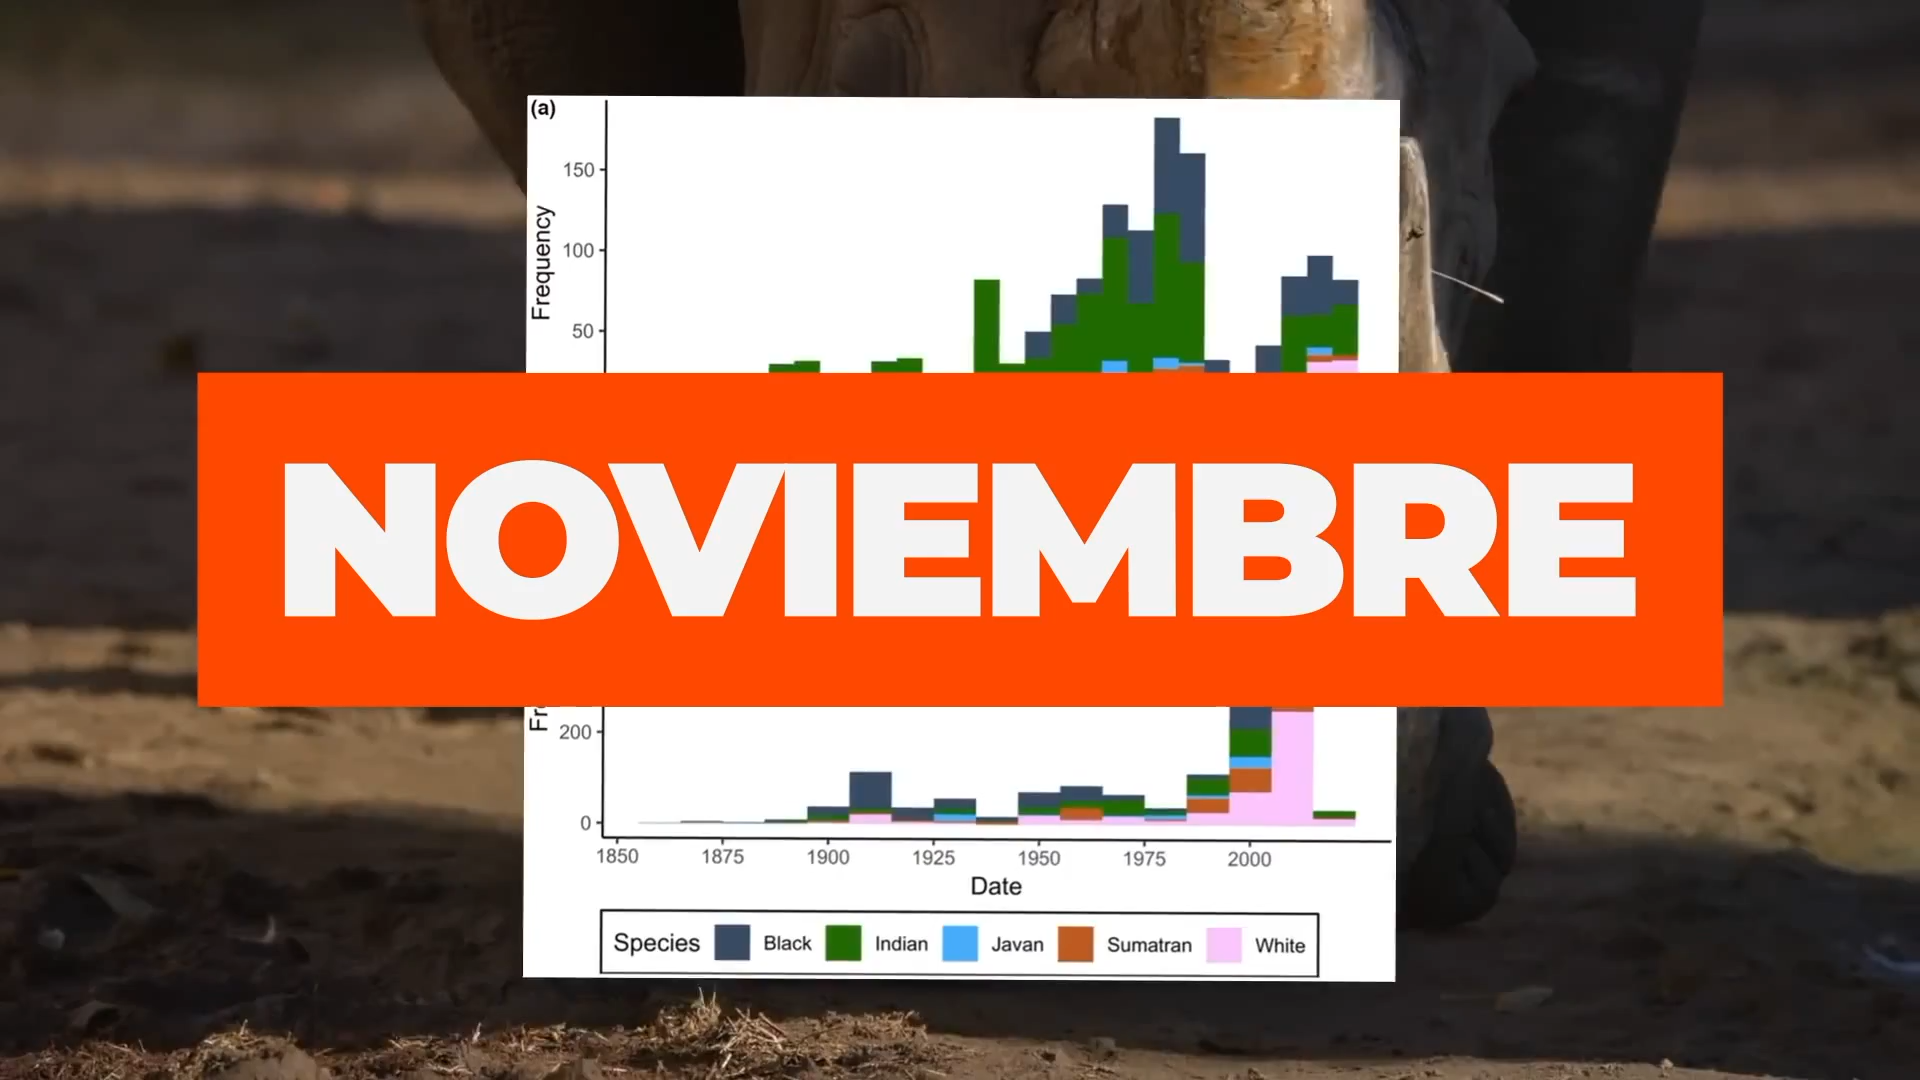 (a)
150
100
50
Frequency
NOVIEMBRE
200
0
1850 1875 1900 1925 1950 1975 2000
Date
Species Black Indian Javan Sumatran White